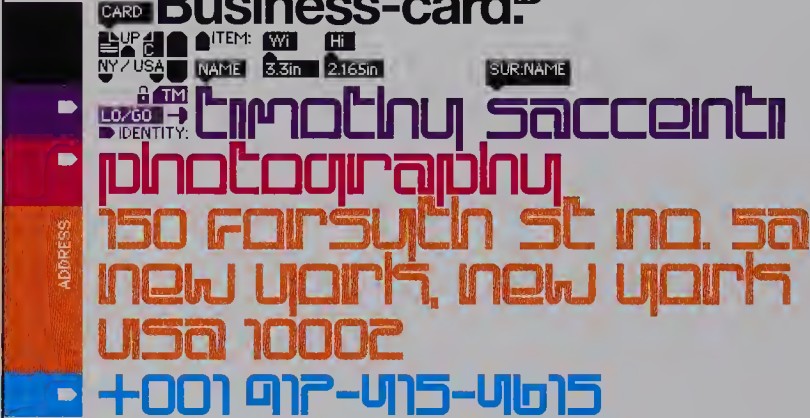 CARD Business-card.
UP ITEM: Wi Hi
NY/USA NAME 3.3in 2.165in SUR:NAME
TM
LO/GO → timothy saccenti
IDENTITY:
photography
ADDRESS
150 forsyth st no. 5a
new york, new york
usa 10002
+001 917-415-4615